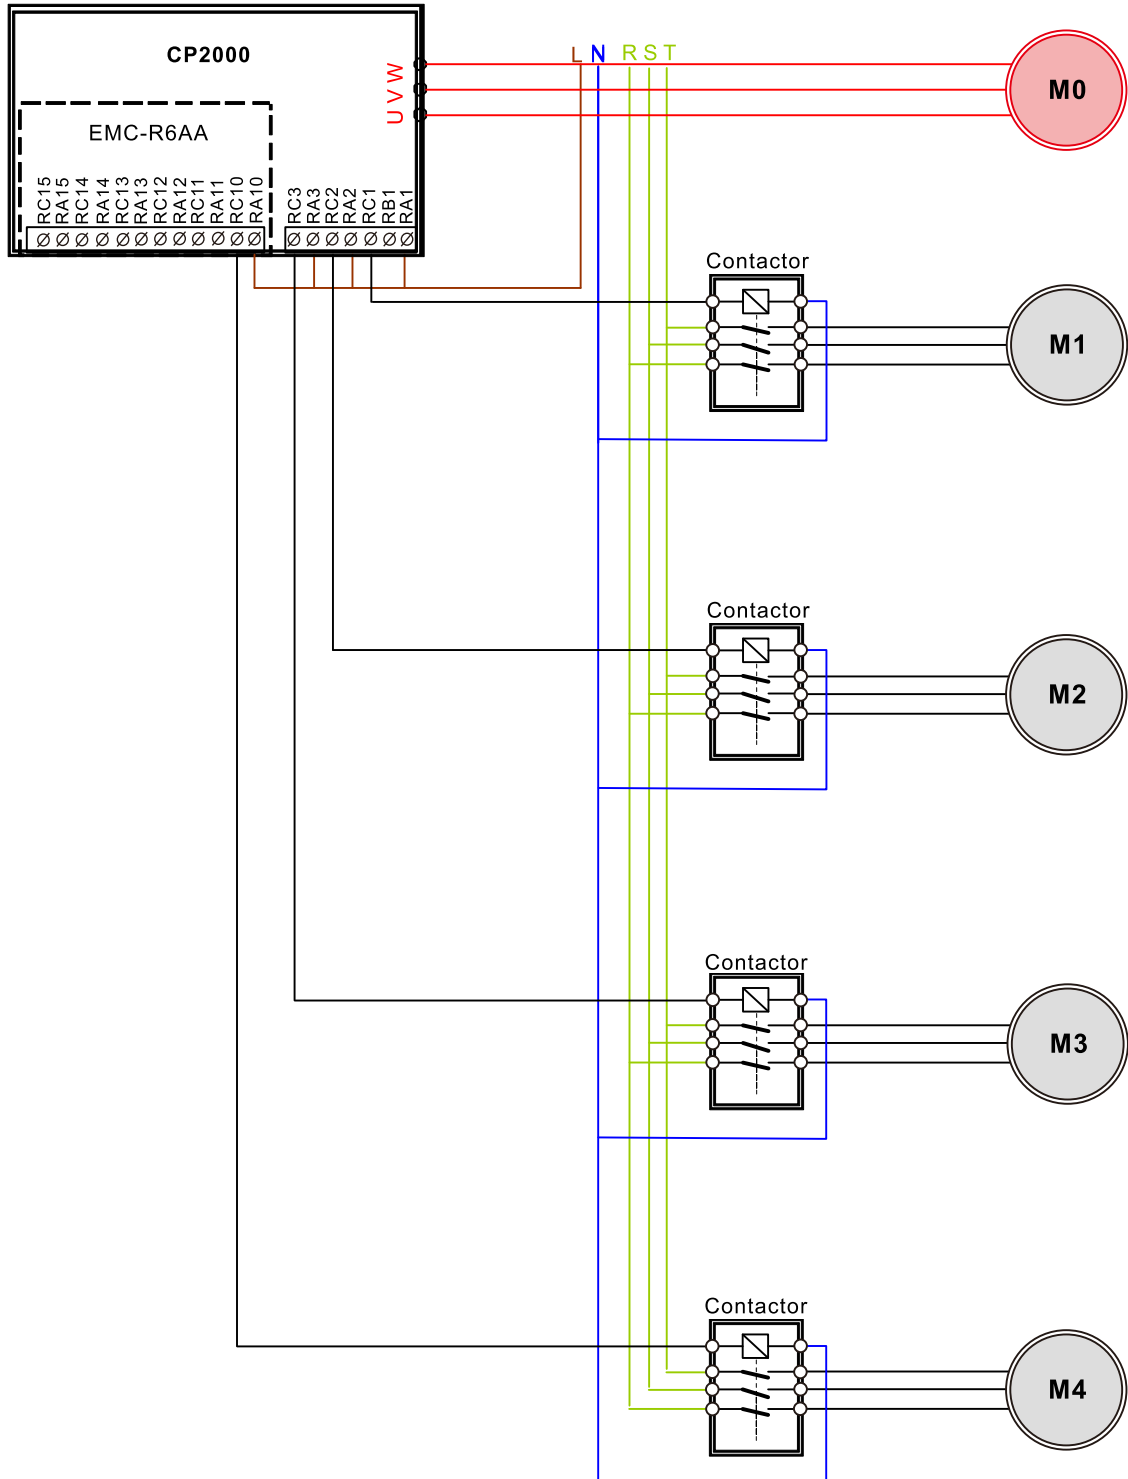 CP2000
L N R S T
W
V
U
M0
EMC-R6AA
RC15
RA15
RC14
RA14
RC13
RA13
RC12
RA12
RC11
RA11
RC10
RA10
RC3
RA3
RC2
RA2
RC1
RB1
RA1
Contactor
M1
Contactor
M2
Contactor
M3
Contactor
M4